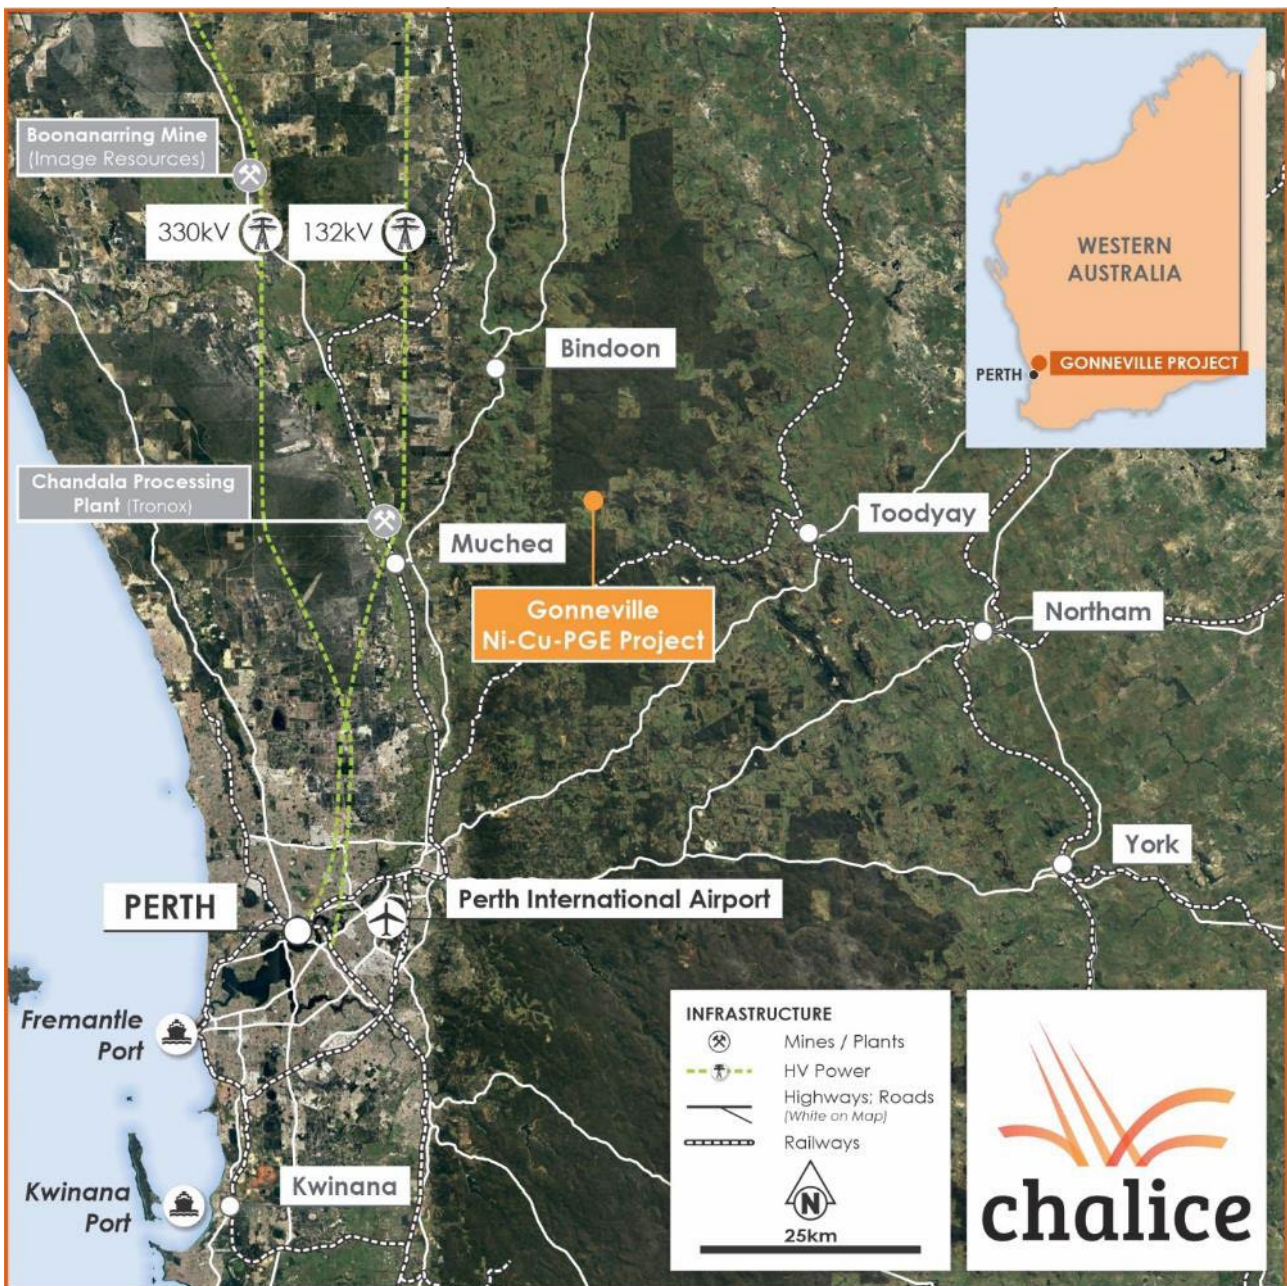 Boonanarring Mine
(Image Resources)
330kV
132kV
WESTERN
AUSTRALIA
PERTH
GONNEVILLE PROJECT
Bindoon
Chandala Processing
Plant (Tronox)
Muchea
Toodyay
Gonneville
Ni-Cu-PGE Project
Northam
York
PERTH
Perth International Airport
Fremantle
Port
Kwinana
Port
Kwinana
INFRASTRUCTURE
Mines / Plants
HV Power
Highways; Roads
(White on Map)
Railways
N
25km
chalice